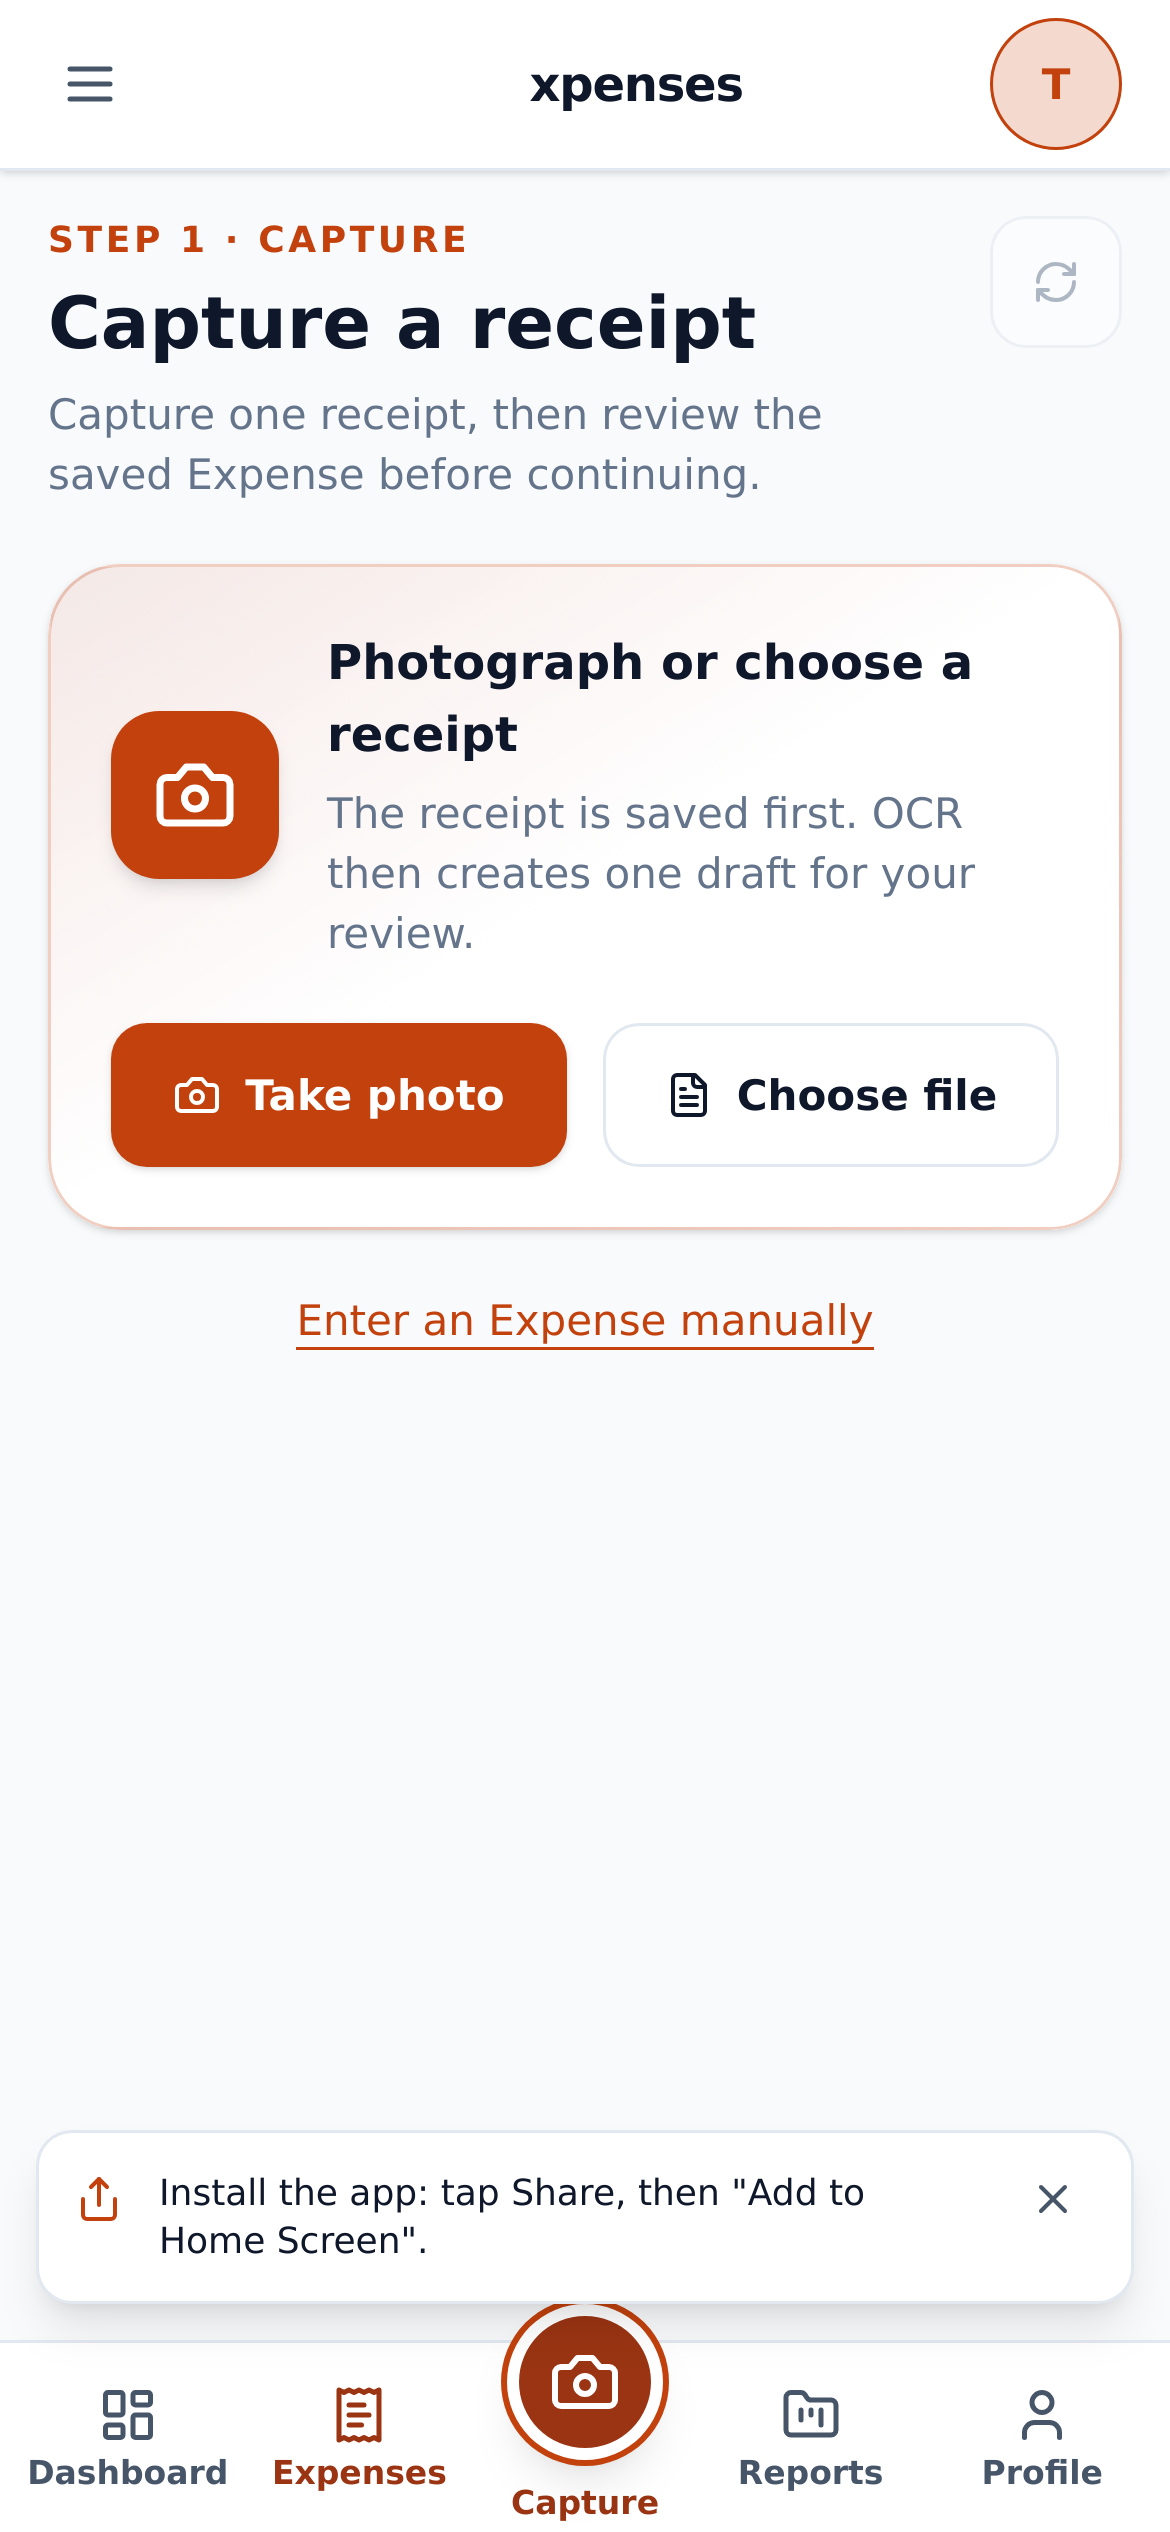 xpenses
T
STEP 1 · CAPTURE
Capture a receipt
Capture one receipt, then review the
saved Expense before continuing.
Photograph or choose a
receipt
The receipt is saved first. OCR
then creates one draft for your
review.
Take photo
Choose file
Enter an Expense manually
Install the app: tap Share, then "Add to
Home Screen".
Dashboard
Expenses
Capture
Reports
Profile